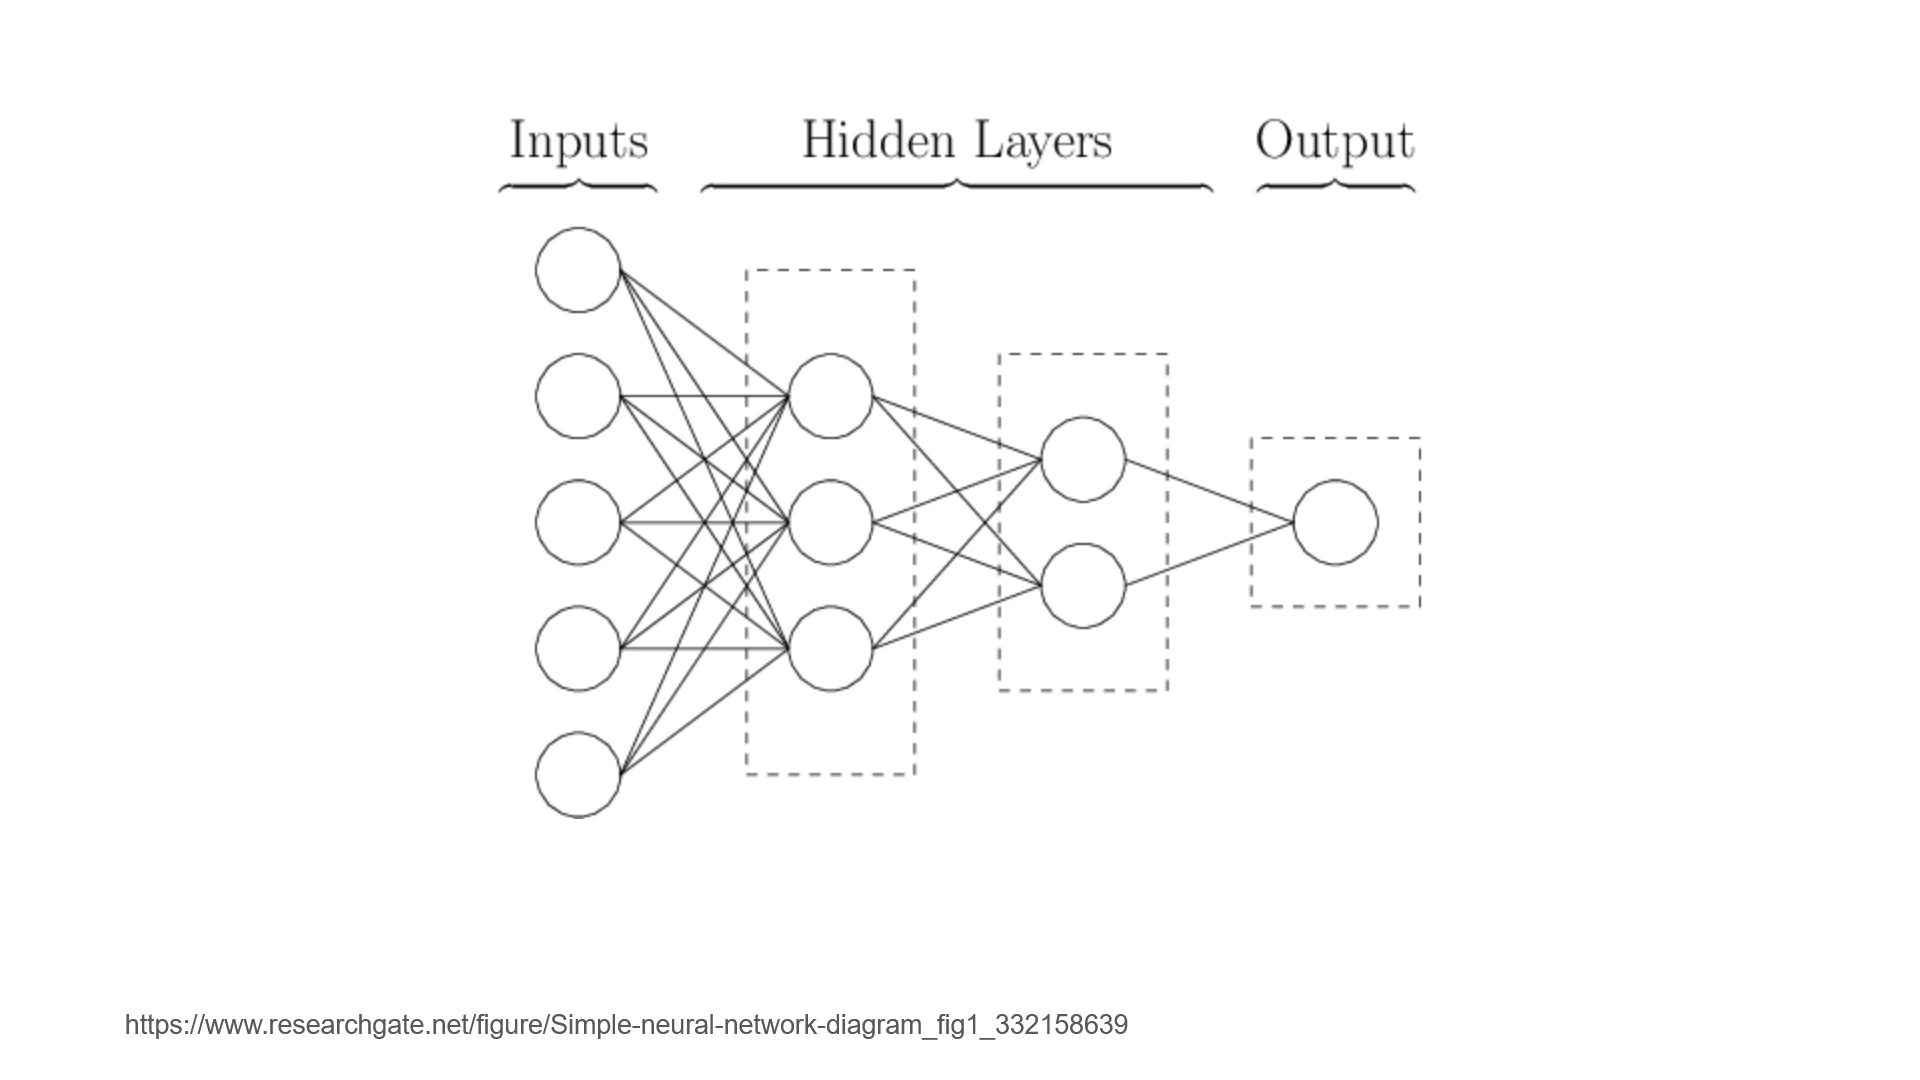 Inputs
Hidden Layers
Output
https://www.researchgate.net/figure/Simple-neural-network-diagram_fig1_332158639